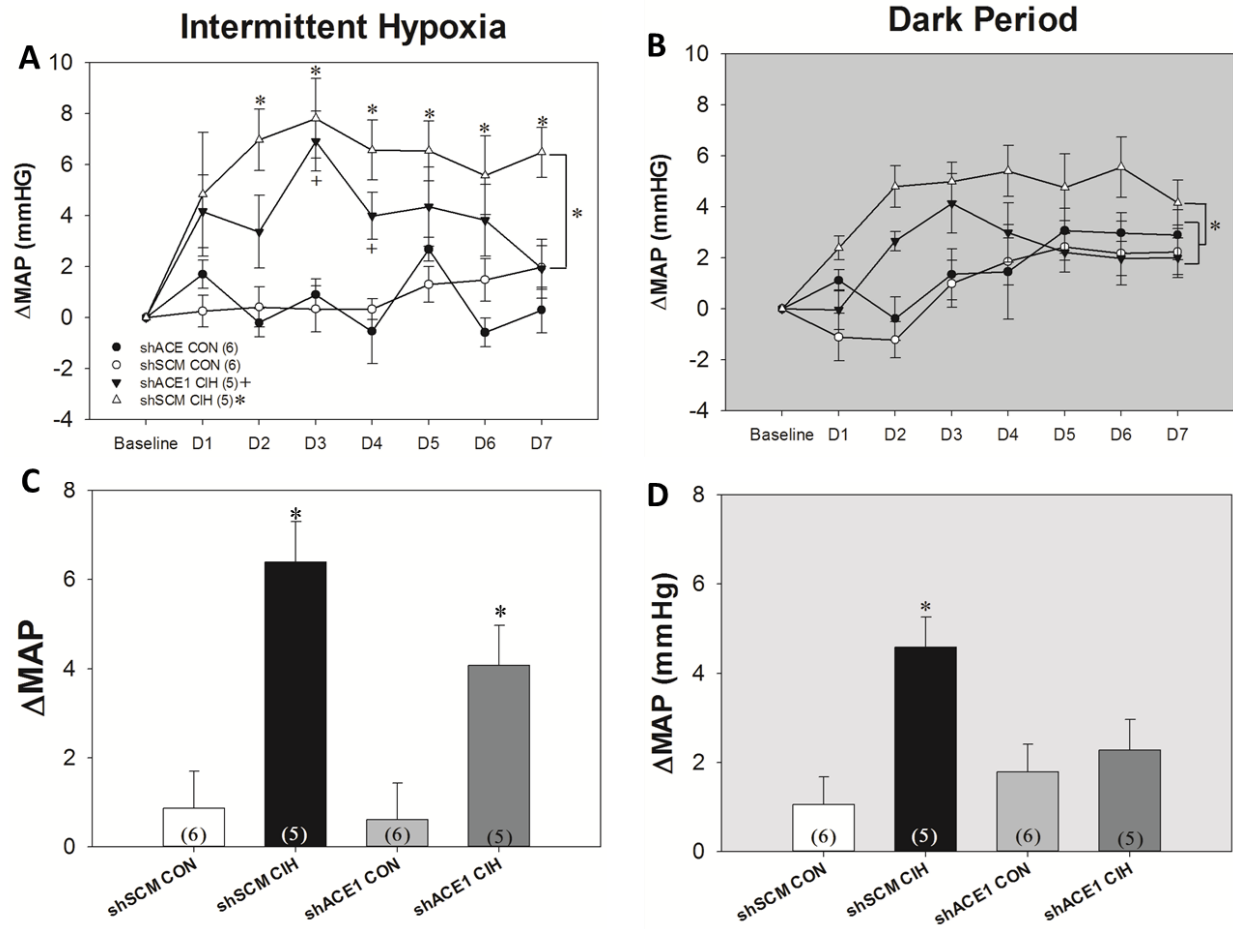 Intermittent Hypoxia
A
10
8
6
4
2
0
-2
-4
ΔMAP (mmHG)
* * * * * *
+
+
*
shACE CON (6)
shSCM CON (6)
shACE1 CIH (5)+
shSCM CIH (5)*
Baseline D1 D2 D3 D4 D5 D6 D7
Dark Period
B
10
8
6
4
2
0
-2
-4
ΔMAP (mmHG)
*
Baseline D1 D2 D3 D4 D5 D6 D7
C
8
6
4
2
0
ΔMAP
*
*
(6) (5) (6) (5)
shSCM CON
shSCM CIH
shACE1 CON
shACE1 CIH
D
8
6
4
2
0
ΔMAP (mmHg)
*
(6) (5) (6) (5)
shSCM CON
shSCM CIH
shACE1 CON
shACE1 CIH